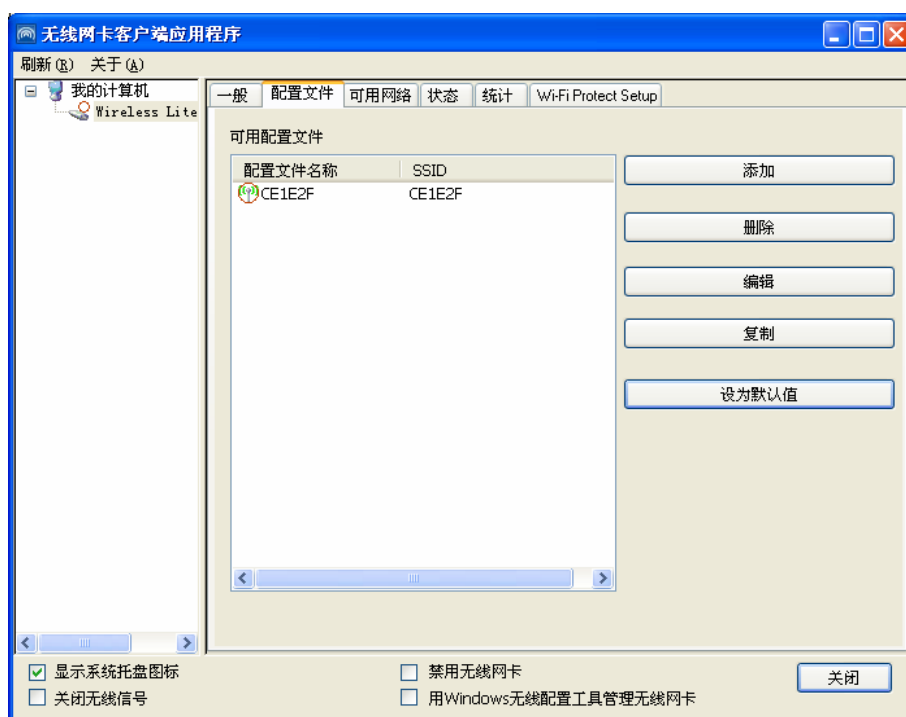 无线网卡客户端应用程序
刷新(R) 关于(A)
我的计算机
Wireless Lite
一般 配置文件 可用网络 状态 统计 Wi-Fi Protect Setup
可用配置文件
配置文件名称 SSID
CE1E2F CE1E2F
添加
删除
编辑
复制
设为默认值
显示系统托盘图标 禁用无线网卡
关闭无线信号 用Windows无线配置工具管理无线网卡
关闭